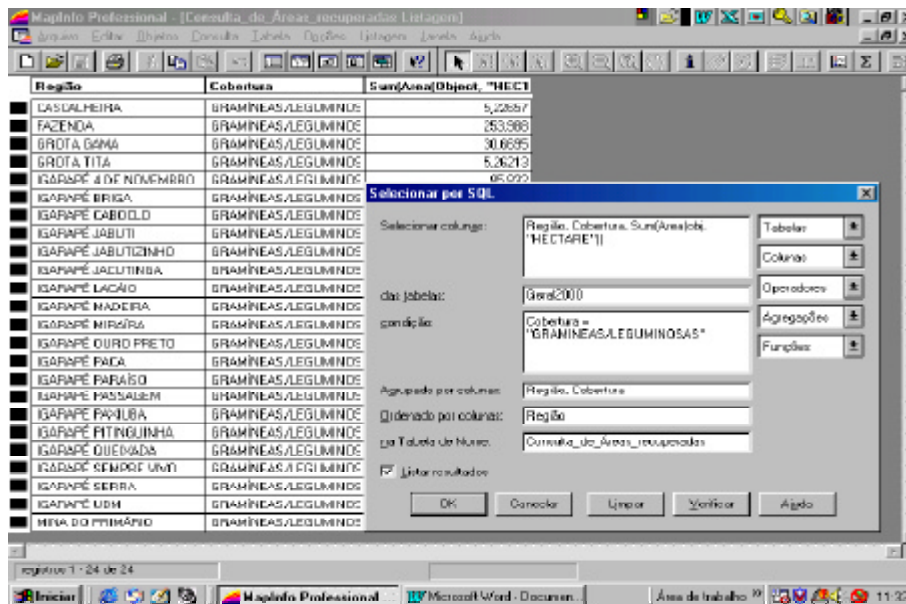 MapInfo Professional - [Consulta_de_Áreas_recuperadas Listagem]
Arquivo Editar Objetos Consulta Tabela Opções Listagem Janela Ajuda
Região Cobertura Sum(Area(Object, "HECT
CASCALHEIRA GRAMÍNEAS/LEGUMINOS 5,22657
FAZENDA GRAMÍNEAS/LEGUMINOS 253,988
GROTA GAMA GRAMÍNEAS/LEGUMINOS 30,6695
GROTA TITA GRAMÍNEAS/LEGUMINOS 5,26213
IGARAPÉ 4 DE NOVEMBRO GRAMÍNEAS/LEGUMINOS
IGARAPÉ BRIGA GRAMÍNEAS/LEGUMINOS
IGARAPÉ CABOCLO GRAMÍNEAS/LEGUMINOS
IGARAPÉ JABUTI GRAMÍNEAS/LEGUMINOS
IGARAPÉ JABUTIZINHO GRAMÍNEAS/LEGUMINOS
IGARAPÉ JACUTINGA GRAMÍNEAS/LEGUMINOS
IGARAPÉ LACÁIO GRAMÍNEAS/LEGUMINOS
IGARAPÉ MADEIRA GRAMÍNEAS/LEGUMINOS
IGARAPÉ MIRAÍRA GRAMÍNEAS/LEGUMINOS
IGARAPÉ OURO PRETO GRAMÍNEAS/LEGUMINOS
IGARAPÉ PACA GRAMÍNEAS/LEGUMINOS
IGARAPÉ PARAÍSO GRAMÍNEAS/LEGUMINOS
IGARAPÉ PASSAGEM GRAMÍNEAS/LEGUMINOS
IGARAPÉ PAXIUBA GRAMÍNEAS/LEGUMINOS
IGARAPÉ PITINGUINHA GRAMÍNEAS/LEGUMINOS
IGARAPÉ QUEIXADA GRAMÍNEAS/LEGUMINOS
IGARAPÉ SEMPRE VIVO GRAMÍNEAS/LEGUMINOS
IGARAPÉ SERRA GRAMÍNEAS/LEGUMINOS
IGARAPÉ UDM GRAMÍNEAS/LEGUMINOS
MINA DO PRIMÁRIO GRAMÍNEAS/LEGUMINOS
Selecionar por SQL
Selecionar colunas: Região, Cobertura, Sum(Area(obj,
"HECTARE"))
Tabelas
Colunas
Operadores
Agregações
Funções
das tabelas: Geral2000
condição: Cobertura =
"GRAMINEAS/LEGUMINOSAS"
Agrupado por colunas: Região, Cobertura
Ordenado por colunas: Região
na Tabela de Nome: Consulta_de_Áreas_recuperadas
Listar resultados
OK Cancelar Limpar Verificar Ajuda
registros 1 - 24 de 24
Iniciar MapInfo Professional ... Microsoft Word - Documen... Área de trabalho » 11:32